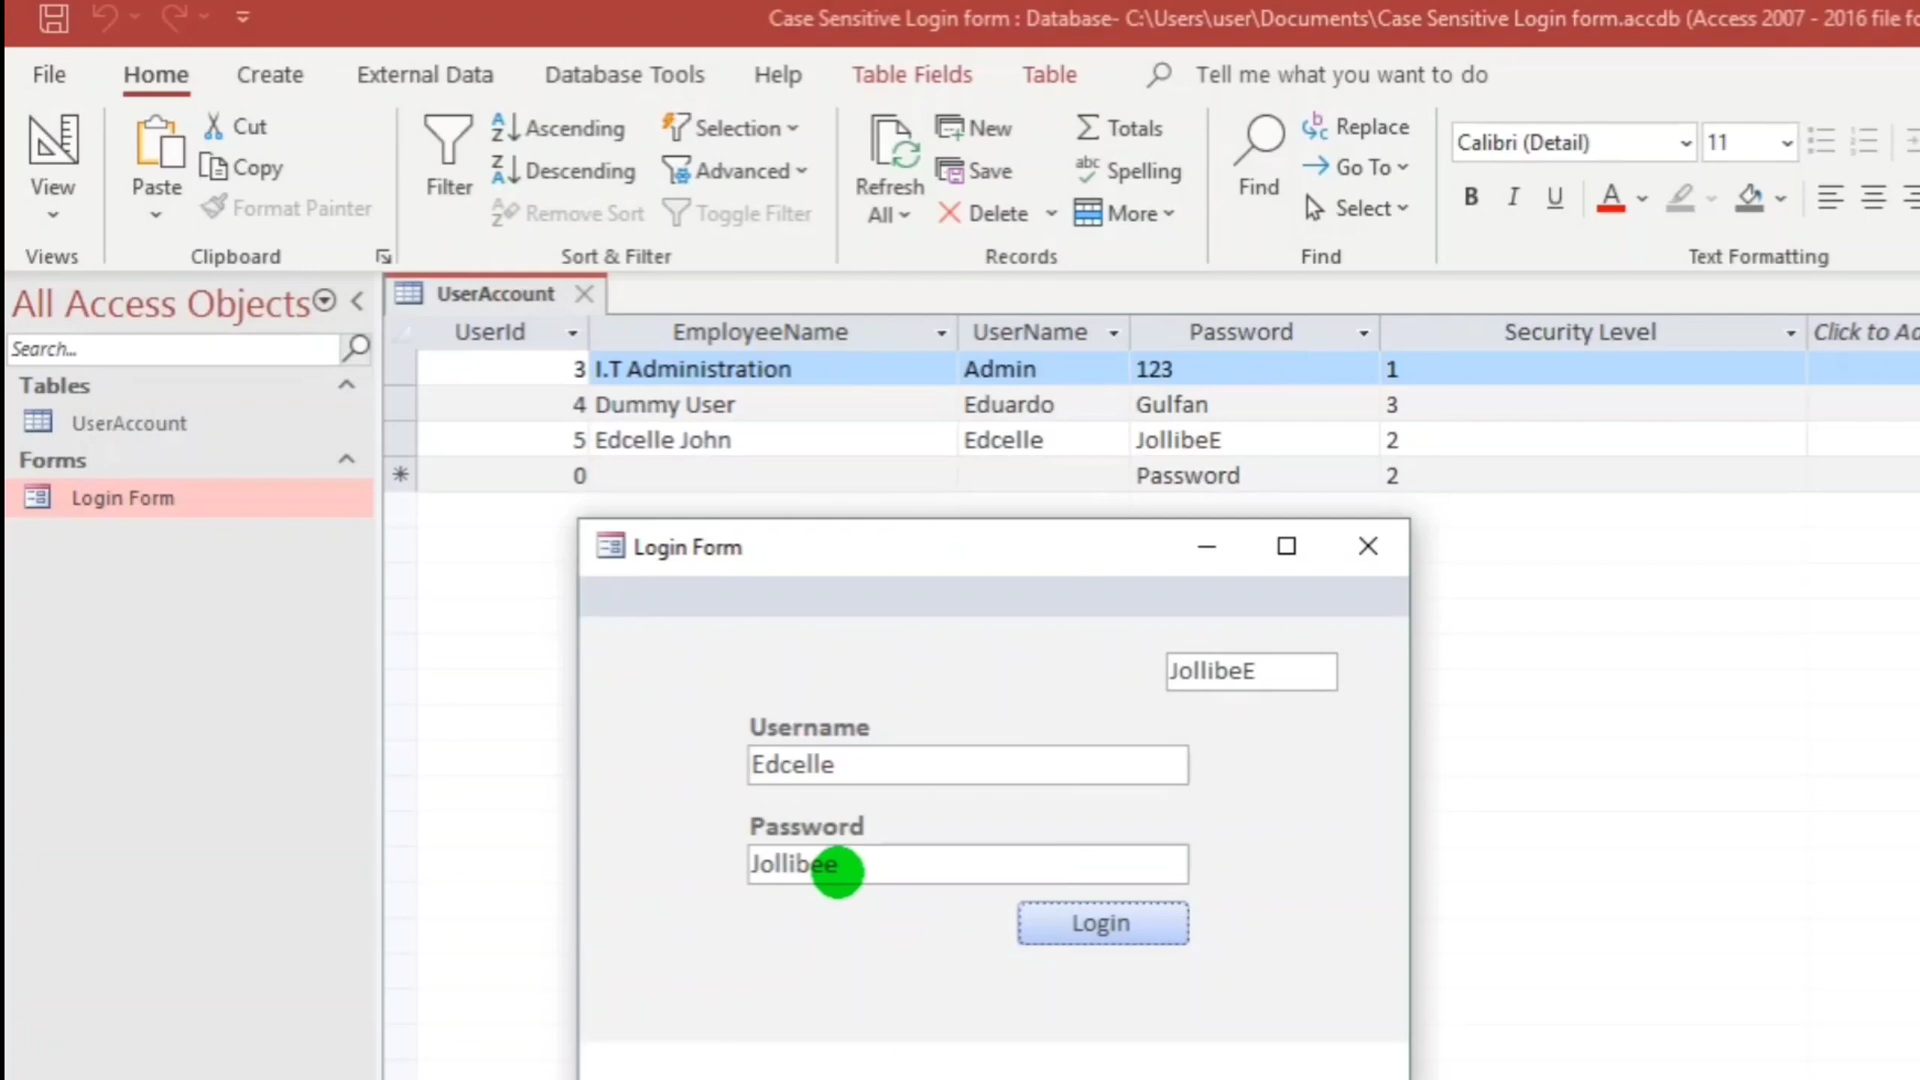 Case Sensitive Login form : Database- C:\Users\user\Documents\Case Sensitive Login form.accdb (Access 2007 - 2016 file fo
File Home Create External Data Database Tools Help Table Fields Table Tell me what you want to do
View
Views
Paste
Cut
Copy
Format Painter
Clipboard
Filter
Ascending
Descending
Remove Sort
Selection
Advanced
Toggle Filter
Sort & Filter
Refresh
All
New
Save
Delete
Totals
Spelling
More
Records
Find
Replace
Go To
Select
Find
Calibri (Detail) 11
B I U A
Text Formatting
All Access Objects
Search...
Tables
UserAccount
Forms
Login Form
UserAccount
UserId EmployeeName UserName Password Security Level Click to Ad
3 I.T Administration Admin 123 1
4 Dummy User Eduardo Gulfan 3
5 Edcelle John Edcelle JollibeE 2
* 0 Password 2
Login Form
JollibeE
Username
Edcelle
Password
Jollibee
Login